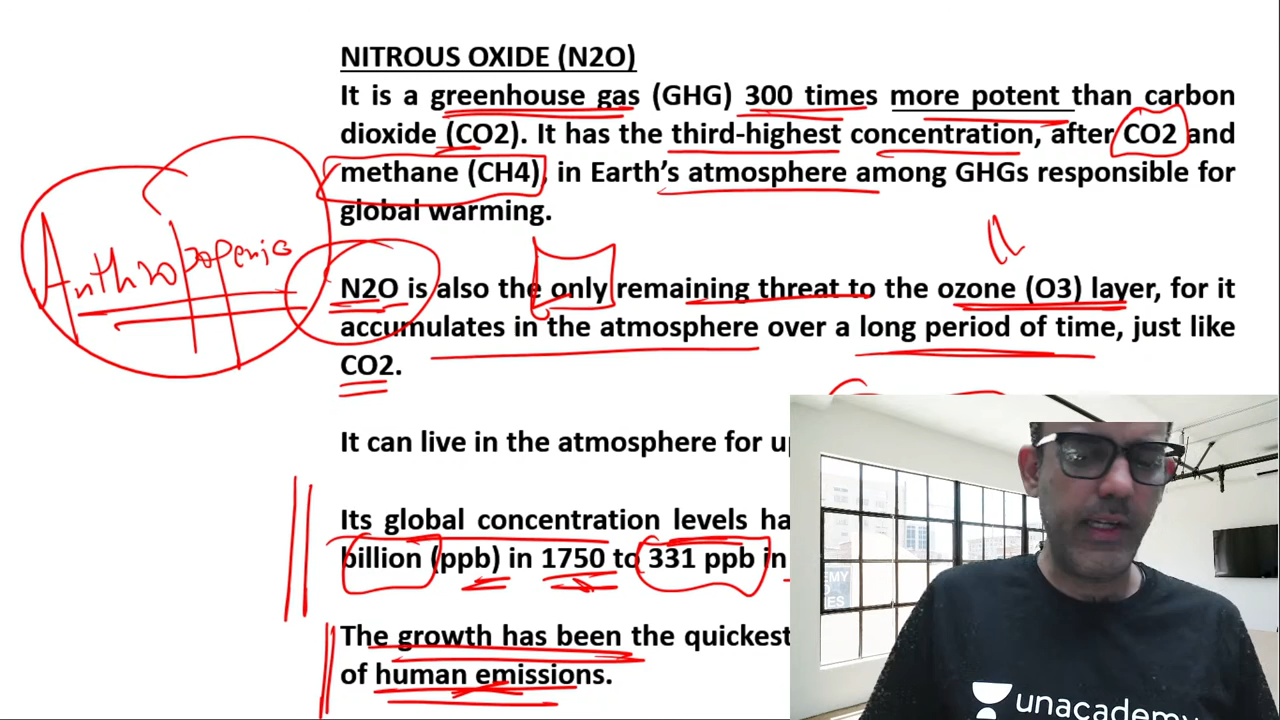 NITROUS OXIDE (N2O)
It is a greenhouse gas (GHG) 300 times more potent than carbon
dioxide (CO2). It has the third-highest concentration, after CO2 and
methane (CH4), in Earth's atmosphere among GHGs responsible for
global warming.
Anthropogenic
N2O is also the only remaining threat to the ozone (O3) layer, for it
accumulates in the atmosphere over a long period of time, just like
CO2.
It can live in the atmosphere for up
Its global concentration levels ha
billion (ppb) in 1750 to 331 ppb in
The growth has been the quickest
of human emissions.
unacademy